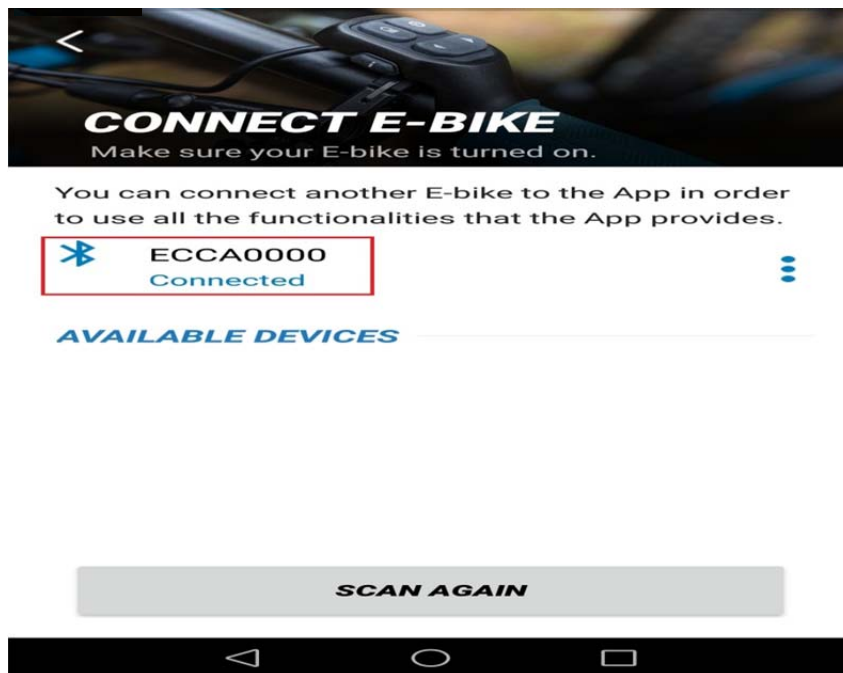 CONNECT E-BIKE
Make sure your E-bike is turned on.
You can connect another E-bike to the App in order
to use all the functionalities that the App provides.
ECCA0000
Connected
AVAILABLE DEVICES
SCAN AGAIN